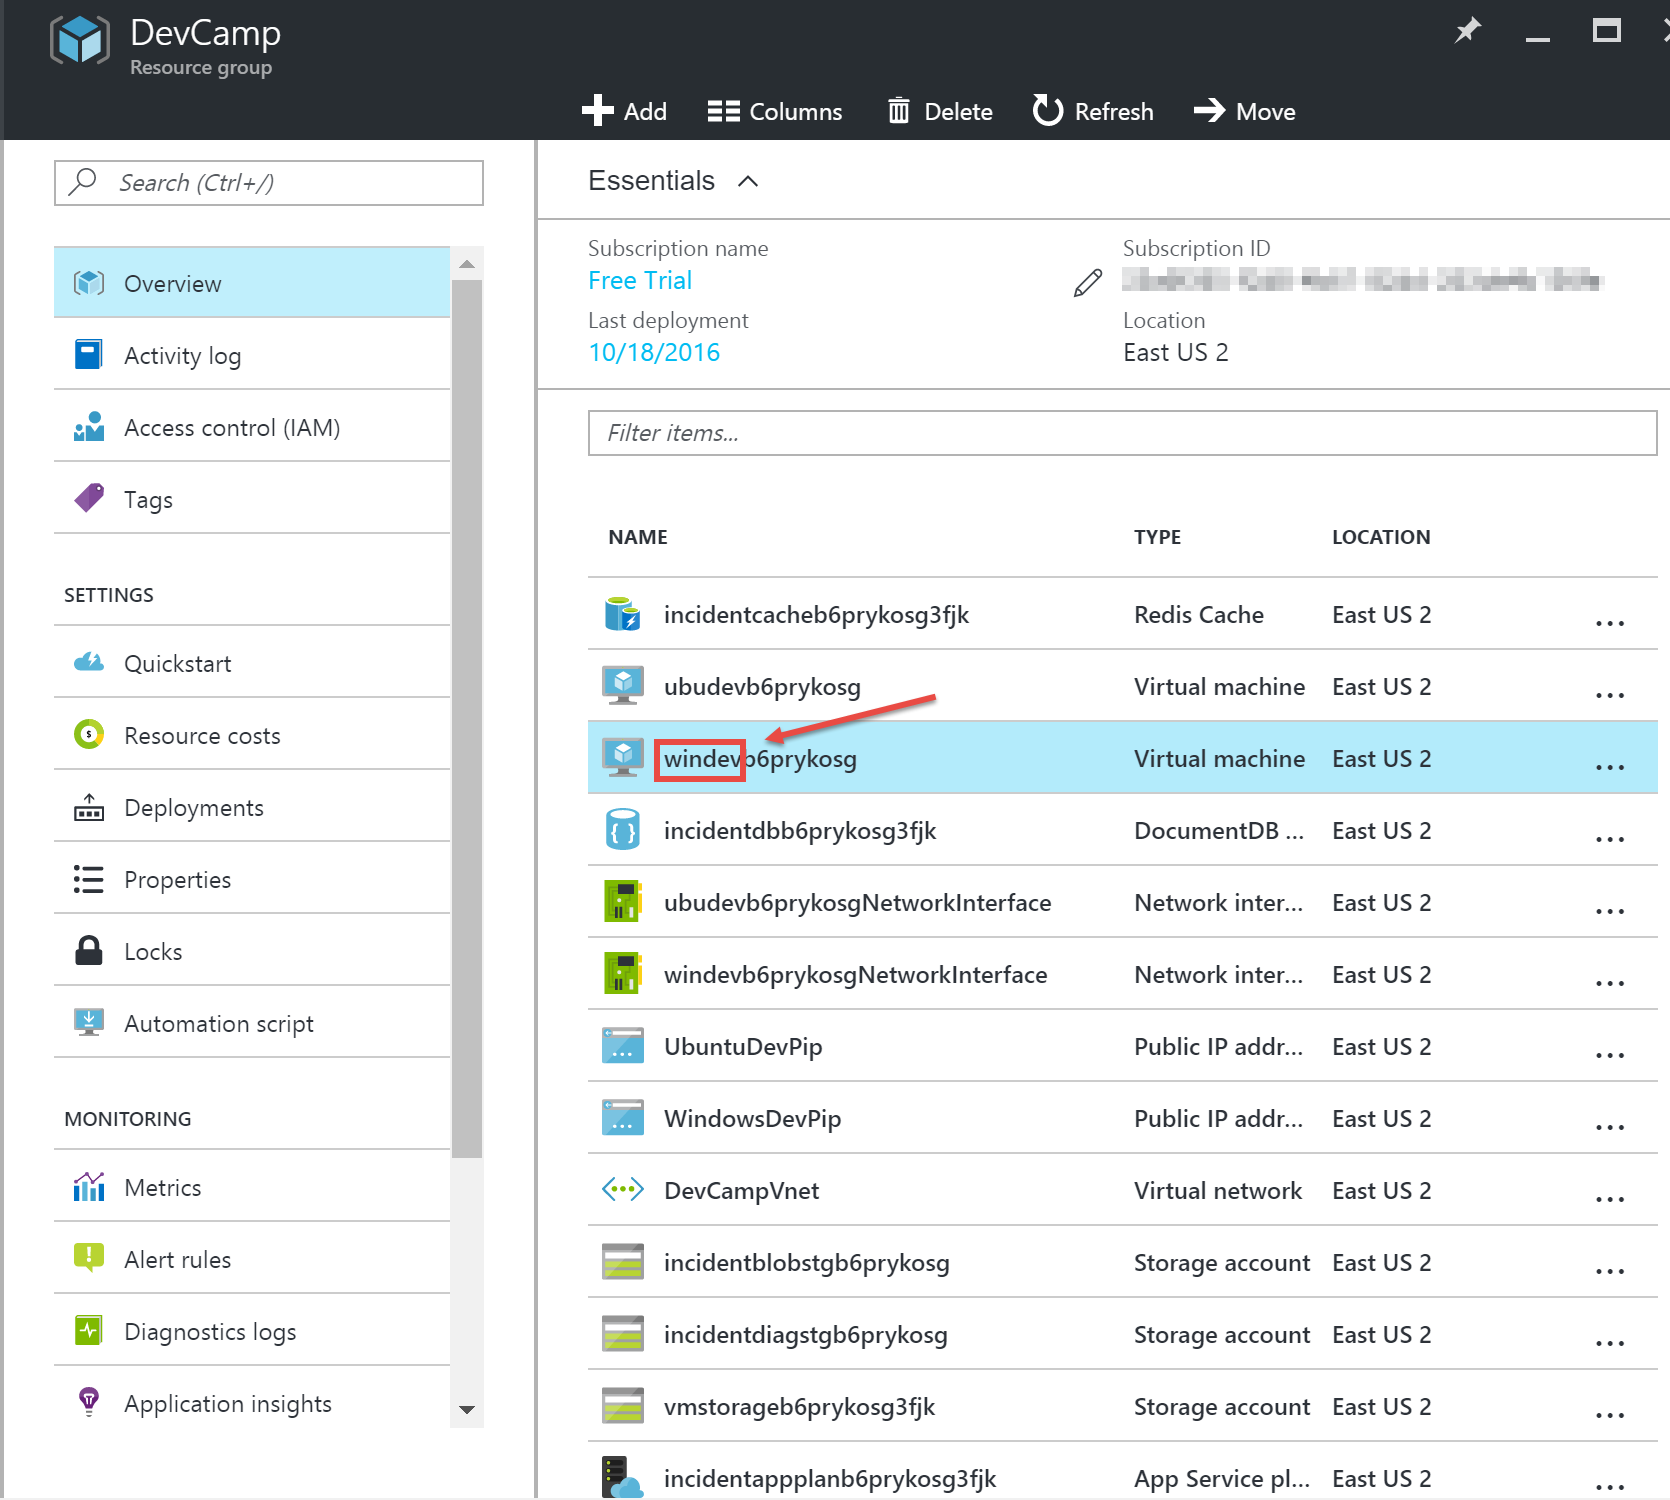 DevCamp
Resource group
Add
Columns
Delete
Refresh
Move
Search (Ctrl+/)
Overview
Activity log
Access control (IAM)
Tags
SETTINGS
Quickstart
Resource costs
Deployments
Properties
Locks
Automation script
MONITORING
Metrics
Alert rules
Diagnostics logs
Application insights
Essentials
Subscription name
Free Trial
Last deployment
10/18/2016
Subscription ID
Location
East US 2
Filter items...
NAME TYPE LOCATION
incidentcacheb6prykosg3fjk Redis Cache East US 2 ...
ubudevb6prykosg Virtual machine East US 2 ...
windevb6prykosg Virtual machine East US 2 ...
incidentdbb6prykosg3fjk DocumentDB ... East US 2 ...
ubudevb6prykosgNetworkInterface Network inter... East US 2 ...
windevb6prykosgNetworkInterface Network inter... East US 2 ...
UbuntuDevPip Public IP addr... East US 2 ...
WindowsDevPip Public IP addr... East US 2 ...
DevCampVnet Virtual network East US 2 ...
incidentblobstgb6prykosg Storage account East US 2 ...
incidentdiagstgb6prykosg Storage account East US 2 ...
vmstorageb6prykosg3fjk Storage account East US 2 ...
incidentappplanb6prykosg3fjk App Service pl... East US 2 ...